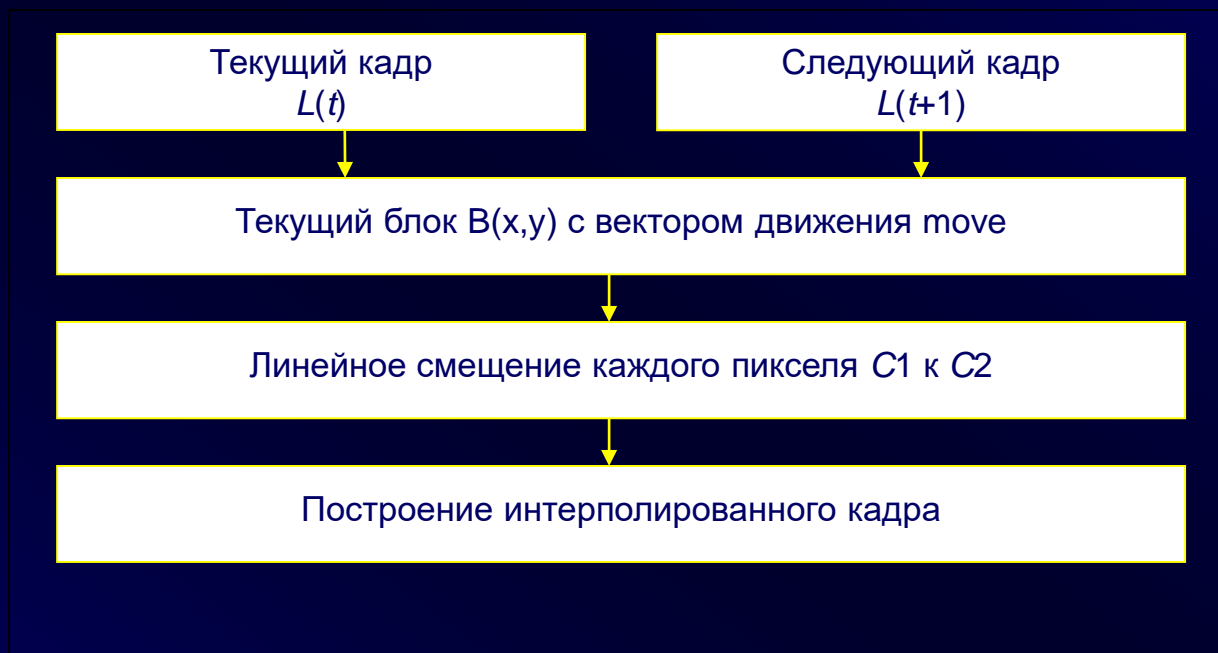 Текущий кадр
L(t)
Следующий кадр
L(t+1)
Текущий блок B(x,y) с вектором движения move
Линейное смещение каждого пикселя C1 к C2
Построение интерполированного кадра